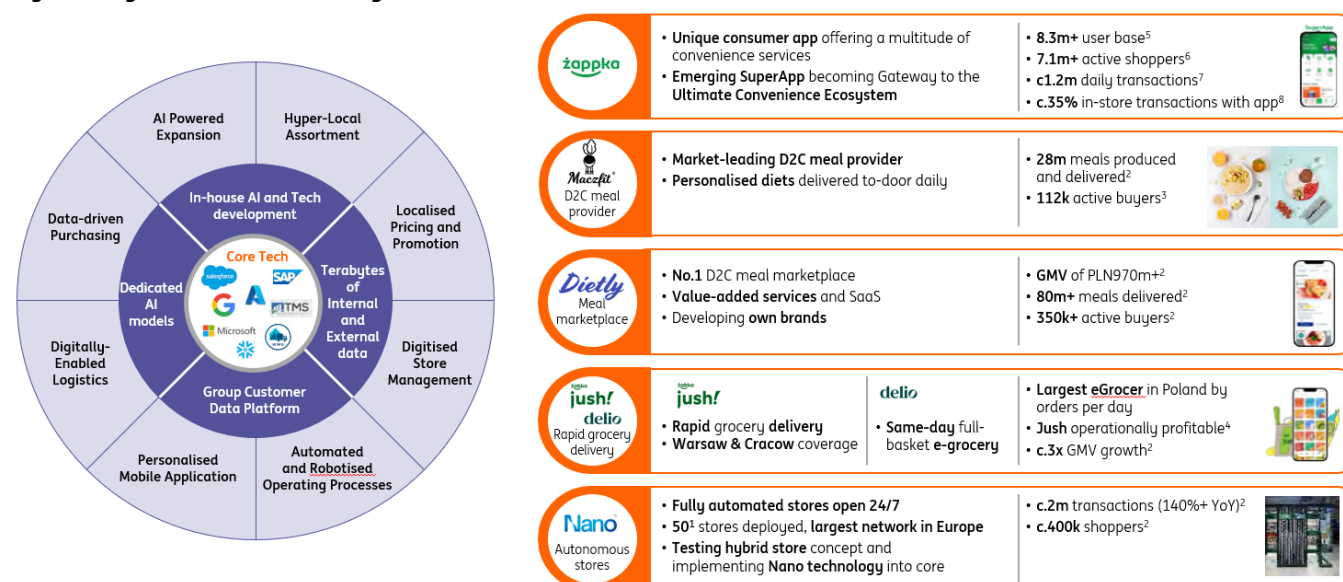 AI Powered
Expansion
Hyper-Local
Assortment
Data-driven
Purchasing
In-house AI and Tech
development
Localised
Pricing and
Promotion
Core Tech
salesforce
SAP
Dedicated
AI
models
G
A
TMS
Microsoft
WMS
Terabytes
of
Internal
and
External
data
Digitally-
Enabled
Logistics
Digitised
Store
Management
Group Customer
Data Platform
Personalised
Mobile Application
Automated
and Robotised
Operating Processes
żappka
• Unique consumer app offering a multitude of
convenience services
• Emerging SuperApp becoming Gateway to the
Ultimate Convenience Ecosystem
• 8.3m+ user base⁵
• 7.1m+ active shoppers⁶
• c1.2m daily transactions⁷
• c.35% in-store transactions with app⁸
Maczfit®
D2C meal
provider
• Market-leading D2C meal provider
• Personalised diets delivered to-door daily
• 28m meals produced
and delivered²
• 112k active buyers³
Dietly
Meal
marketplace
• No.1 D2C meal marketplace
• Value-added services and SaaS
• Developing own brands
• GMV of PLN970m+²
• 80m+ meals delivered²
• 350k+ active buyers²
żabka
jush!
delio
Rapid grocery
delivery
żabka
jush!
• Rapid grocery delivery
• Warsaw & Cracow coverage
delio
• Same-day full-
basket e-grocery
• Largest eGrocer in Poland by
orders per day
• Jush operationally profitable⁴
• c.3x GMV growth²
Nano
Autonomous
stores
• Fully automated stores open 24/7
• 50¹ stores deployed, largest network in Europe
• Testing hybrid store concept and
implementing Nano technology into core
• c.2m transactions (140%+ YoY)²
• c.400k shoppers²